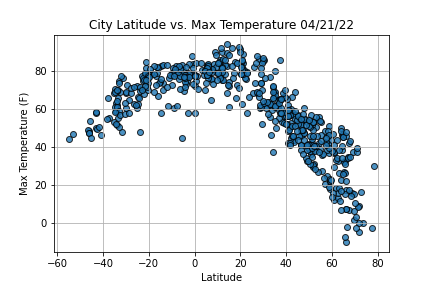 City Latitude vs. Max Temperature 04/21/22
Max Temperature (F)
80
60
40
20
0
−60 −40 −20 0 20 40 60 80
Latitude